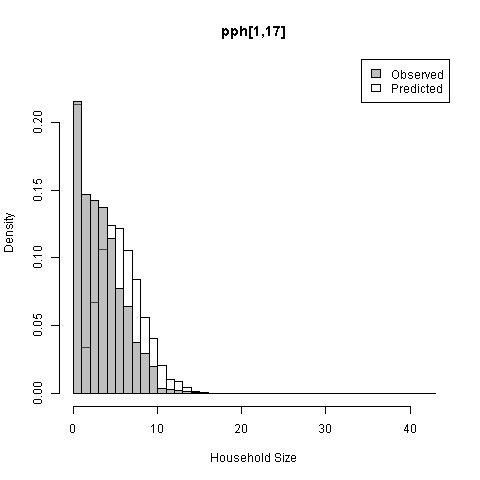 pph[1,17]
Observed
Predicted
Density
0.20
0.15
0.10
0.05
0.00
0 10 20 30 40
Household Size